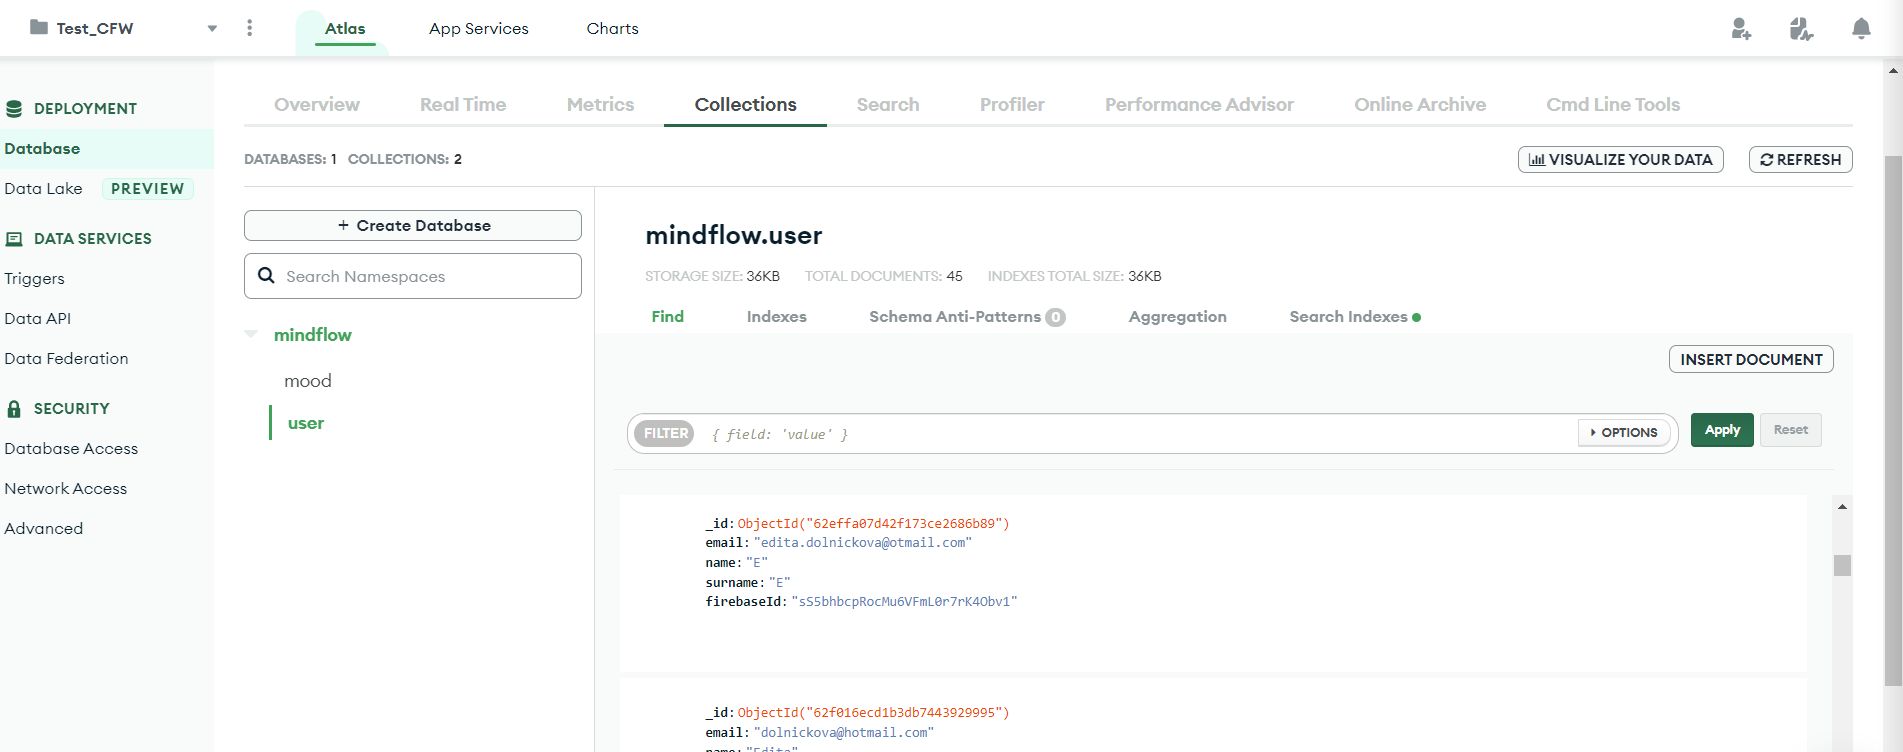 Test_CFW
Atlas
App Services
Charts
DEPLOYMENT
Database
Data Lake PREVIEW
DATA SERVICES
Triggers
Data API
Data Federation
SECURITY
Database Access
Network Access
Advanced
Overview
Real Time
Metrics
Collections
Search
Profiler
Performance Advisor
Online Archive
Cmd Line Tools
DATABASES: 1 COLLECTIONS: 2
VISUALIZE YOUR DATA
REFRESH
+ Create Database
Search Namespaces
mindflow
mood
user
mindflow.user
STORAGE SIZE: 36KB TOTAL DOCUMENTS: 45 INDEXES TOTAL SIZE: 36KB
Find
Indexes
Schema Anti-Patterns 0
Aggregation
Search Indexes
INSERT DOCUMENT
FILTER { field: 'value' }
OPTIONS
Apply
Reset
_id: ObjectId("62effa07d42f173ce2686b89")
email: "edita.dolnickova@otmail.com"
name: "E"
surname: "E"
firebaseId: "sS5bhbcpRocMu6VFmL0r7rK4Obv1"
_id: ObjectId("62f016ecd1b3db7443929995")
email: "dolnickova@hotmail.com"
name: "Edita"